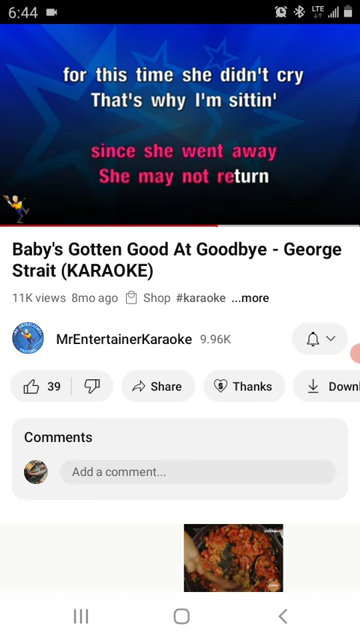 6:44
LTE
for this time she didn't cry
That's why I'm sittin'
since she went away
She may not return
Baby's Gotten Good At Goodbye - George
Strait (KARAOKE)
11K views 8mo ago Shop #karaoke ...more
MrEntertainerKaraoke 9.96K
39 Share Thanks Downl
Comments
Add a comment...